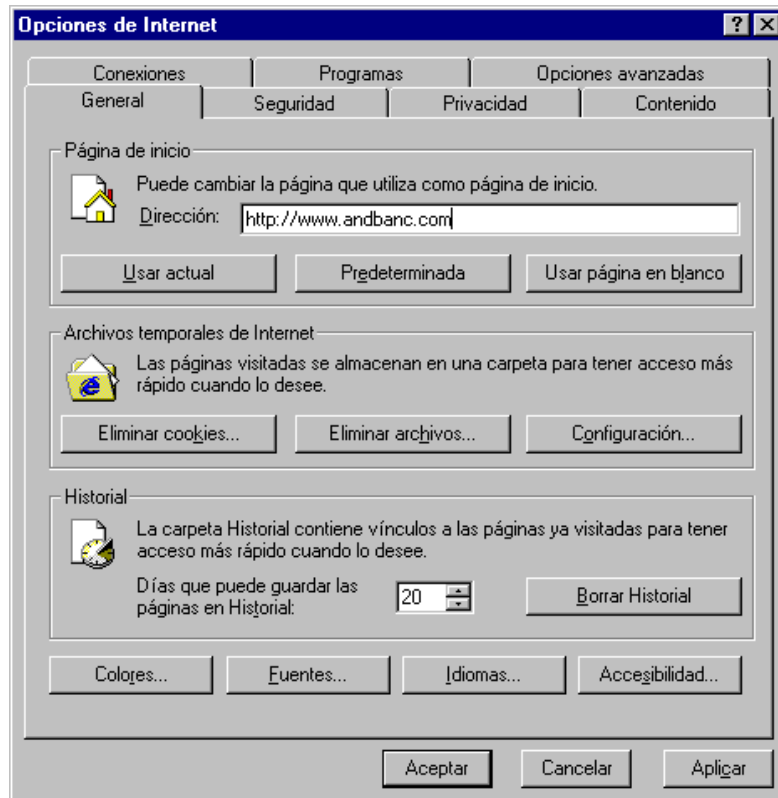 Opciones de Internet
Conexiones Programas Opciones avanzadas
General Seguridad Privacidad Contenido
Página de inicio
Puede cambiar la página que utiliza como página de inicio.
Dirección: http://www.andbanc.com
Usar actual Predeterminada Usar página en blanco
Archivos temporales de Internet
Las páginas visitadas se almacenan en una carpeta para tener acceso más
rápido cuando lo desee.
Eliminar cookies... Eliminar archivos... Configuración...
Historial
La carpeta Historial contiene vínculos a las páginas ya visitadas para tener
acceso más rápido cuando lo desee.
Días que puede guardar las
páginas en Historial: 20 Borrar Historial
Colores... Fuentes... Idiomas... Accesibilidad...
Aceptar Cancelar Aplicar